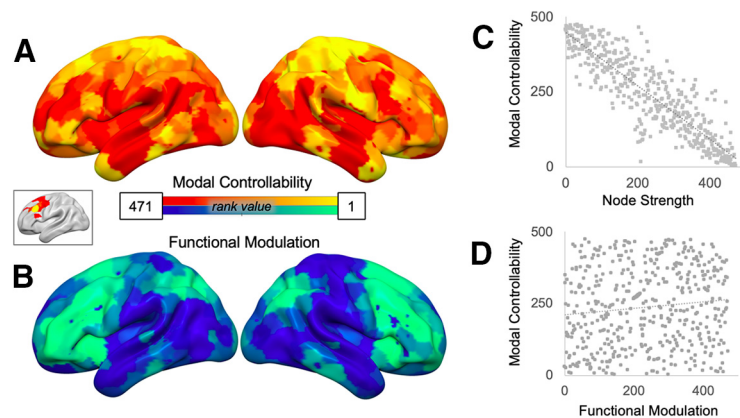 A
Modal Controllability
471
rank value
1
Functional Modulation
B
C
Modal Controllability
500
250
0
0
200
400
Node Strength
D
Modal Controllability
500
250
0
0
200
400
Functional Modulation